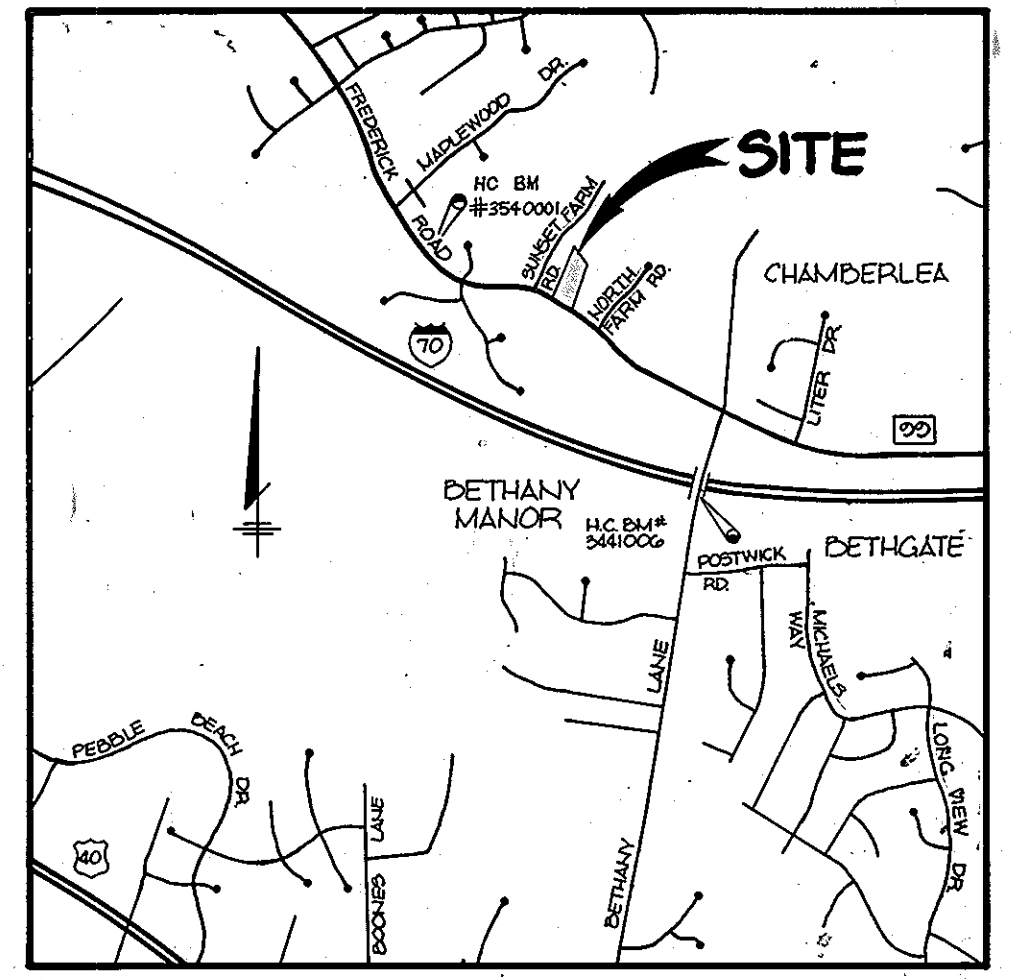 FREDERICK
ROAD
MAPLEWOOD DR.
SITE
HC BM
#3540001
SUNSET FARM
RD.
NORTH
FARM RD.
CHAMBERLEA
70
LITER DR.
99
BETHANY
MANOR
H.C. BM#
3441006
POSTWICK
RD.
BETHGATE
MICHAELS
WAY
BETHANY LANE
LONG VIEW DR.
PEBBLE BEACH DR.
BOONES LANE
40